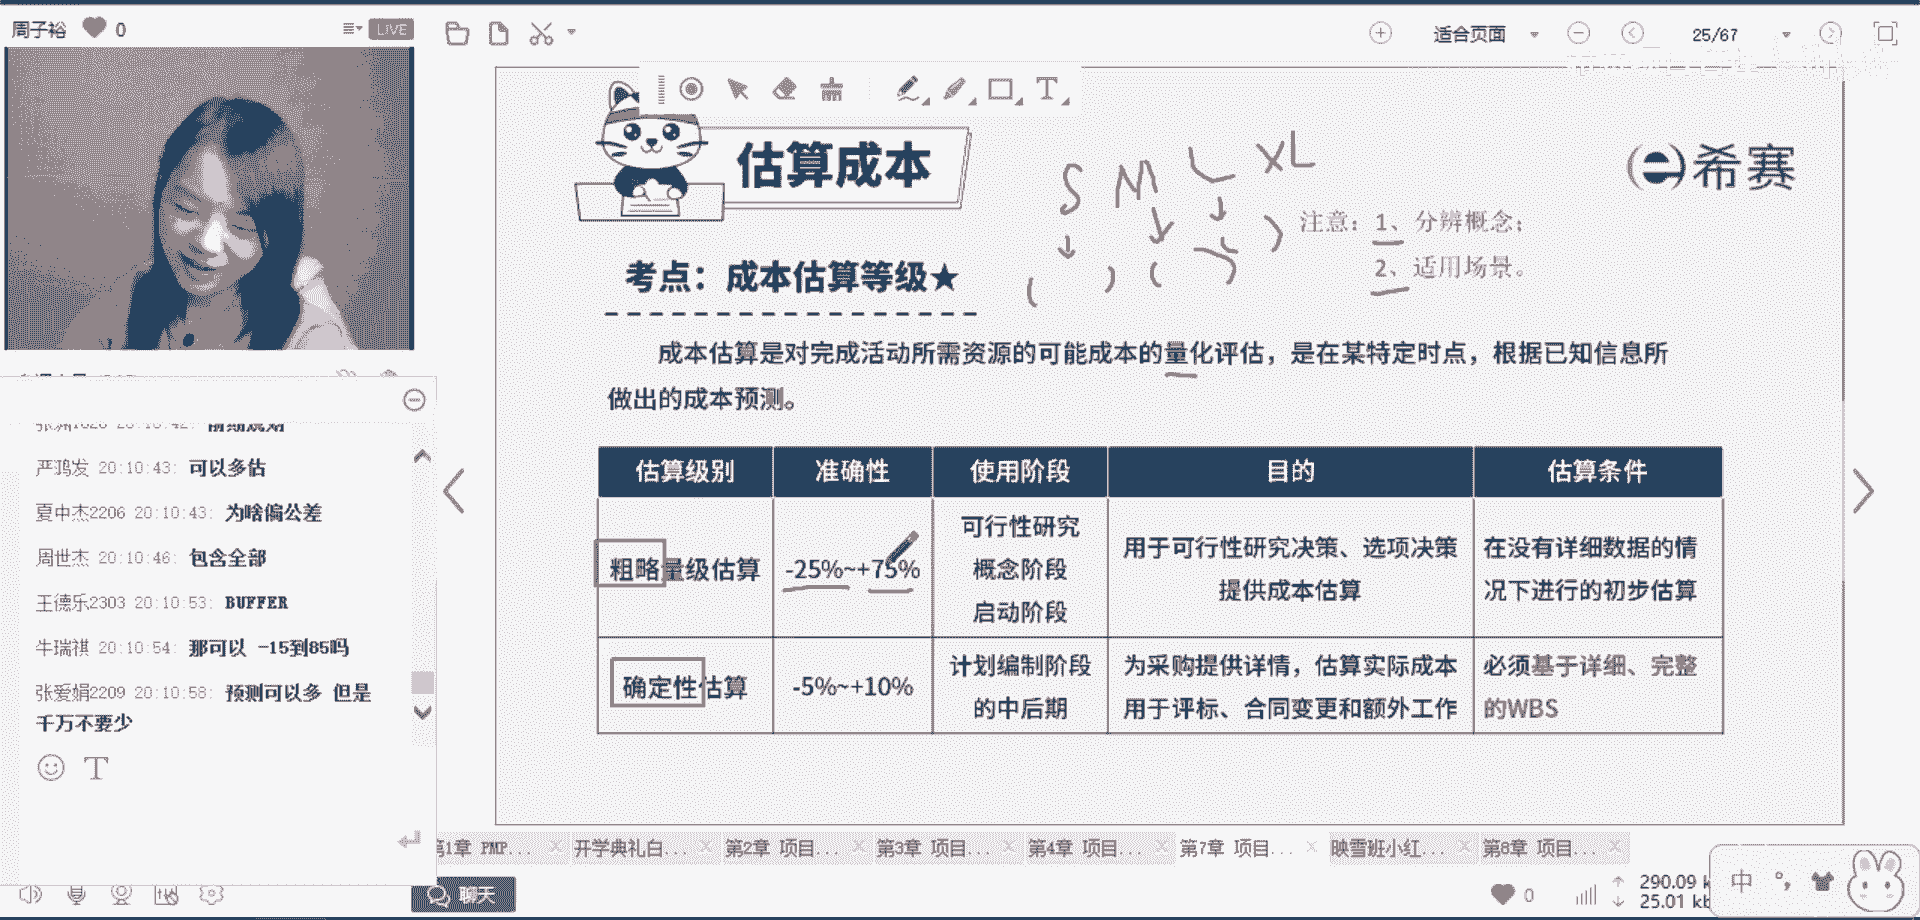 周子裕 0
LIVE
适合页面
25/67
估算成本
S M L XL
希赛
注意：1、分辨概念；
2、适用场景。
考点：成本估算等级★
成本估算是对完成活动所需资源的可能成本的量化评估，是在某特定时点，根据已知信息所
做出的成本预测。
估算级别 准确性 使用阶段 目的 估算条件
粗略量级估算 -25%~+75% 可行性研究 概念阶段 启动阶段 用于可行性研究决策、选项决策 提供成本估算 在没有详细数据的情 况下进行的初步估算
确定性估算 -5%~+10% 计划编制阶段 的中后期 为采购提供详情，估算实际成本 用于评标、合同变更和额外工作 必须基于详细、完整 的WBS
严鸿发 20:10:43: 可以多估
夏中杰2206 20:10:43: 为啥偏公差
周世杰 20:10:46: 包含全部
王德乐2303 20:10:53: BUFFER
牛瑞祺 20:10:54: 那可以 -15到85吗
张爱娟2209 20:10:58: 预测可以多 但是
千万不要少
T
第1章 PMP... 开学典礼白... 第2章 项目... 第3章 项目... 第4章 项目... 第7章 项目... 映雪班小红... 第8章 项目...
聊天
0
290.09 k
25.01 kb
中